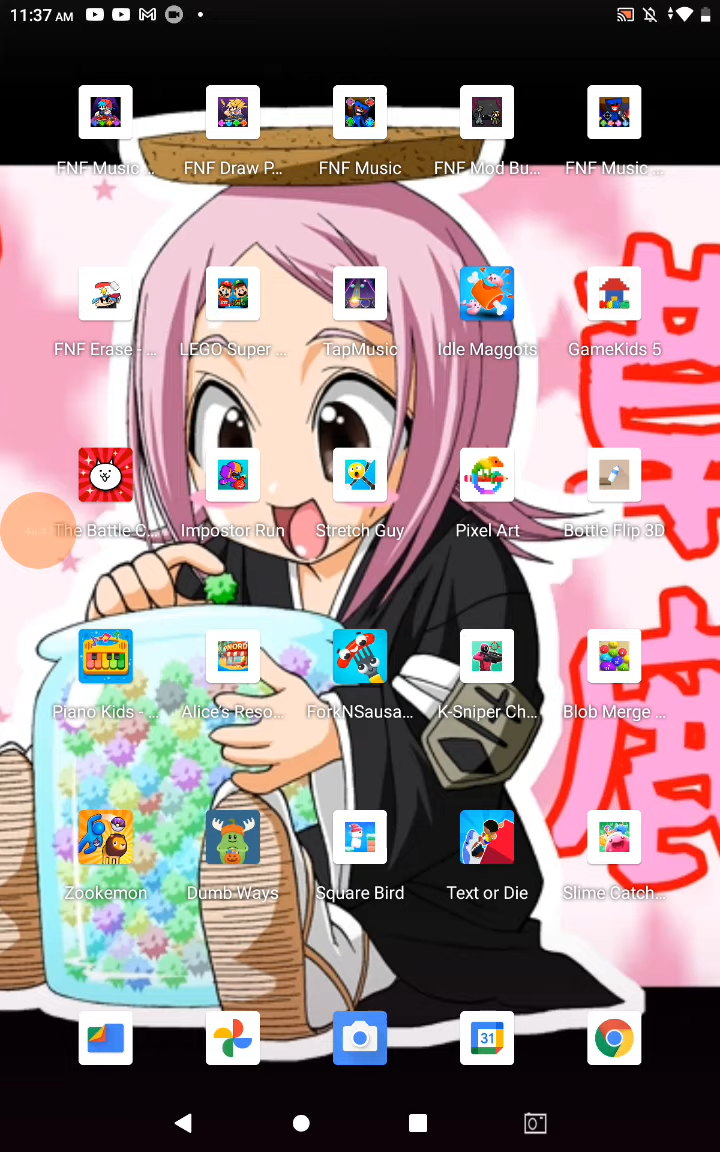 11:37 AM
FNF Music ...
FNF Draw P...
FNF Music
FNF Mod Bu...
FNF Music ...
FNF Erase - ...
LEGO Super ...
TapMusic
Idle Maggots
GameKids 5
The Battle C...
Impostor Run
Stretch Guy
Pixel Art
Bottle Flip 3D
Piano Kids - ...
WORD
Alice's Reso...
ForkNSausa...
K-Sniper Ch...
Blob Merge ...
Zookemon
Dumb Ways
Square Bird
Text or Die
Slime Catch...
31